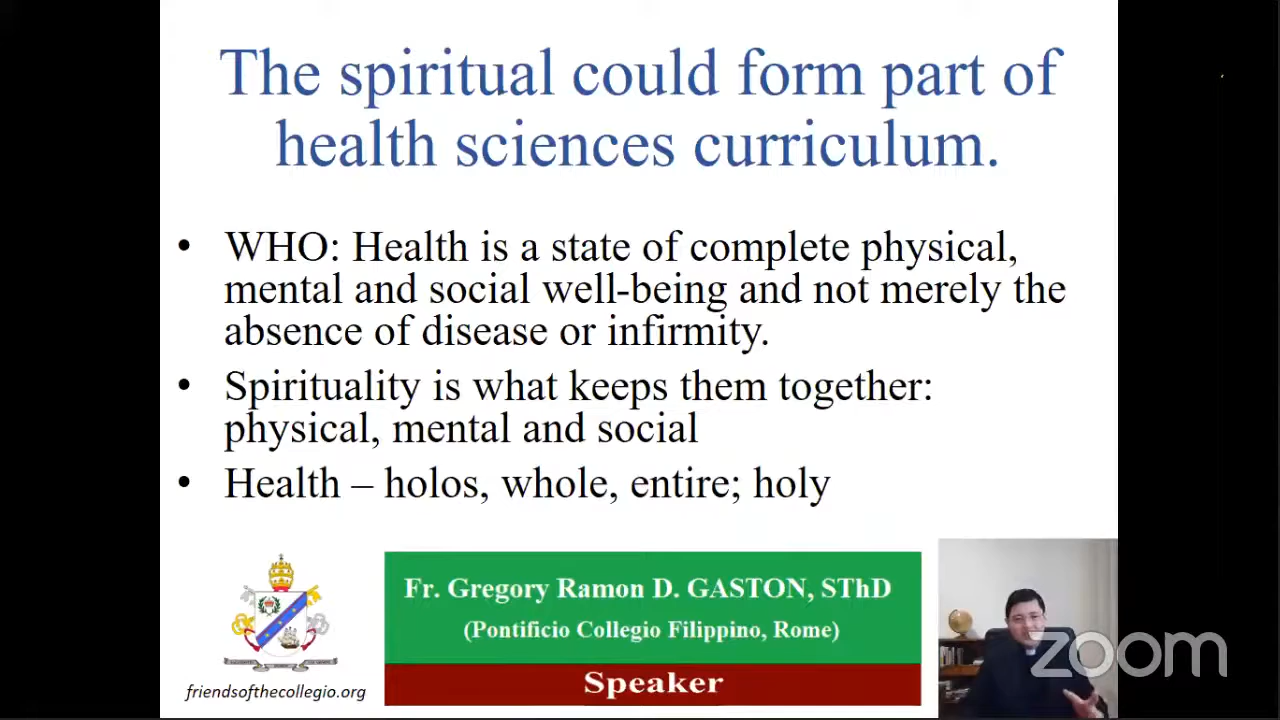 The spiritual could form part of
health sciences curriculum.
• WHO: Health is a state of complete physical,
mental and social well-being and not merely the
absence of disease or infirmity.
• Spirituality is what keeps them together:
physical, mental and social
• Health – holos, whole, entire; holy
Fr. Gregory Ramon D. GASTON, SThD
(Pontificio Collegio Filippino, Rome)
Speaker
friendsofthecollegio.org
zoom